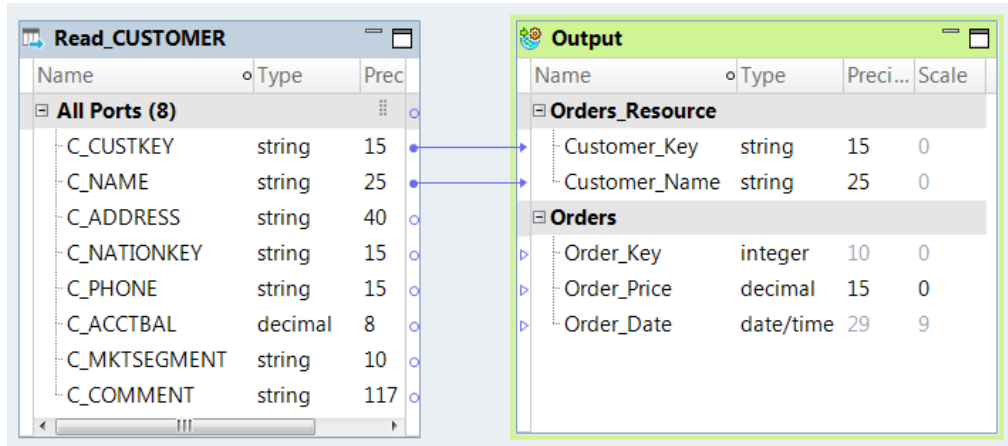 Read_CUSTOMER
Name Type Prec
All Ports (8)
C_CUSTKEY string 15
C_NAME string 25
C_ADDRESS string 40
C_NATIONKEY string 15
C_PHONE string 15
C_ACCTBAL decimal 8
C_MKTSEGMENT string 10
C_COMMENT string 117
Output
Name Type Preci... Scale
Orders_Resource
Customer_Key string 15 0
Customer_Name string 25 0
Orders
Order_Key integer 10 0
Order_Price decimal 15 0
Order_Date date/time 29 9